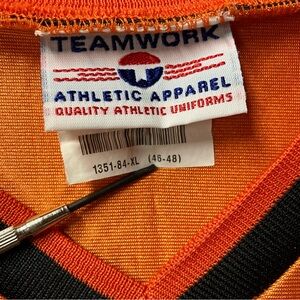 TEAMWORK
ATHLETIC APPAREL
QUALITY ATHLETIC UNIFORMS
1351-84-XL (46-48)